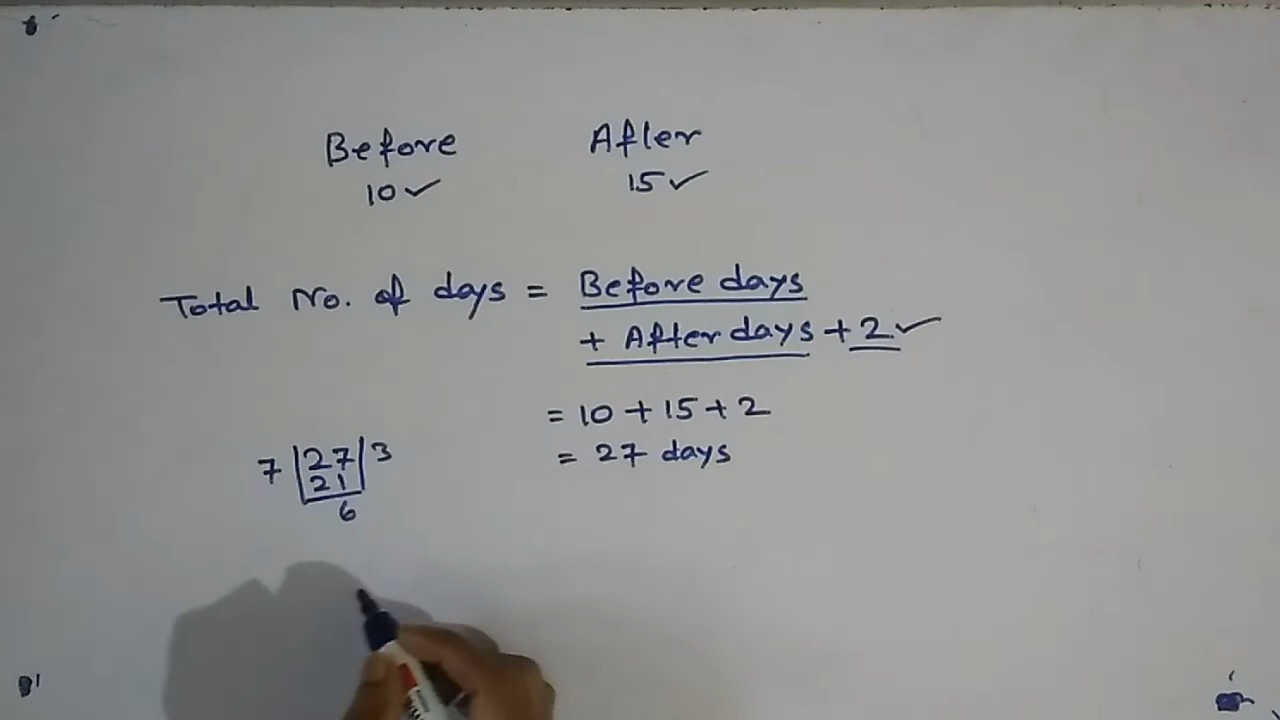 Before After
10✓ 15✓
Total No. of days = Before days
+ After days + 2✓
= 10 + 15 + 2
= 27 days
7 | 27 | 3
21
6